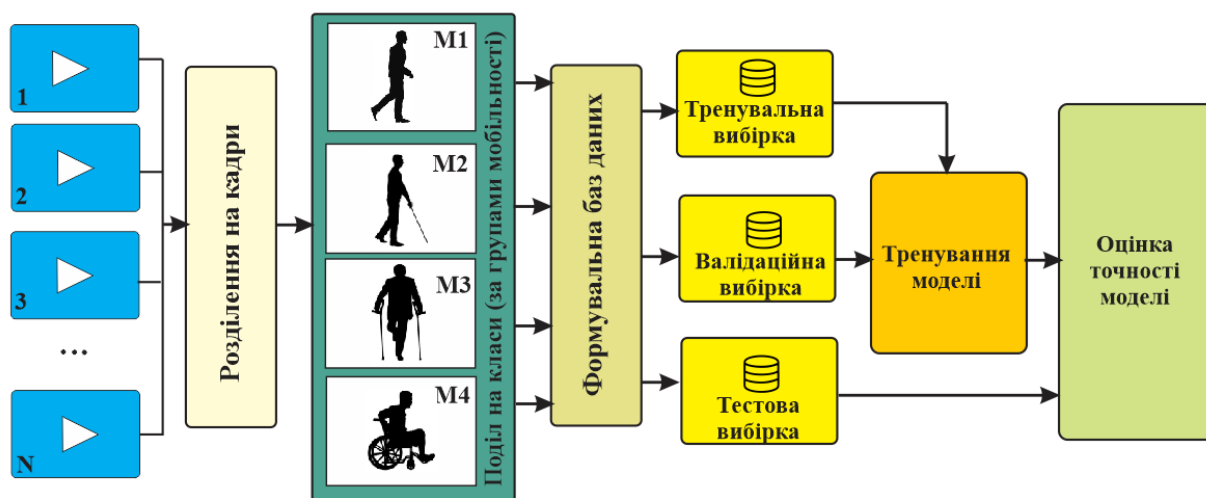 1
2
3
...
N
Розділення на кадри
M1
M2
M3
M4
Поділ на класи (за групами мобільності)
Формувальна баз даних
Тренувальна
вибірка
Валідаційна
вибірка
Тестова
вибірка
Тренування
моделі
Оцінка
точності
моделі